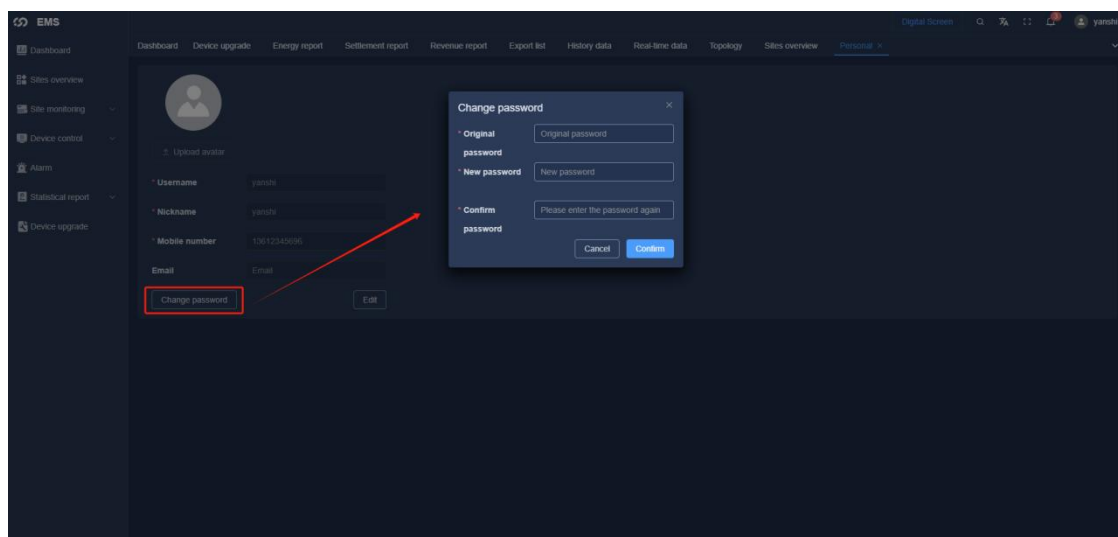 EMS
Digital Screen
3
yanshi
Dashboard
Device upgrade
Energy report
Settlement report
Revenue report
Export list
History data
Real-time data
Topology
Sites overview
Personal ×
Dashboard
Sites overview
Site monitoring
Device control
Alarm
Statistical report
Device upgrade
Upload avatar
* Username
yanshi
* Nickname
yanshi
* Mobile number
Email
Email
Change password
Edit
Change password
×
* Original
password
Original password
* New password
New password
* Confirm
password
Please enter the password again
Cancel
Confirm